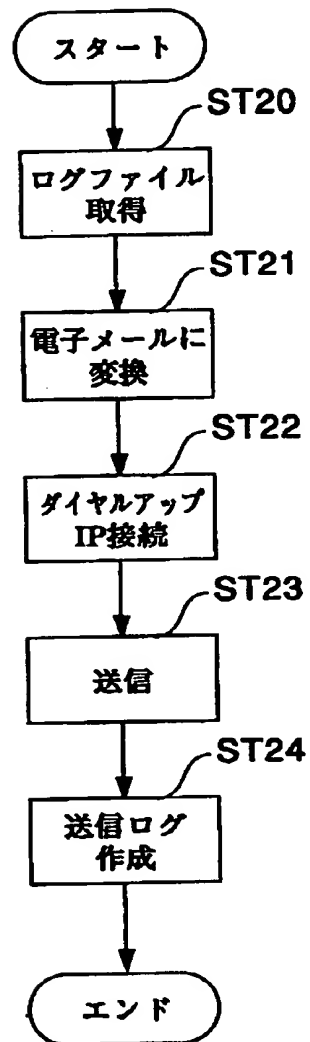 スタート
ST20
ログファイル
取得
ST21
電子メールに
変換
ST22
ダイヤルアップ
IP接続
ST23
送信
ST24
送信ログ
作成
エンド